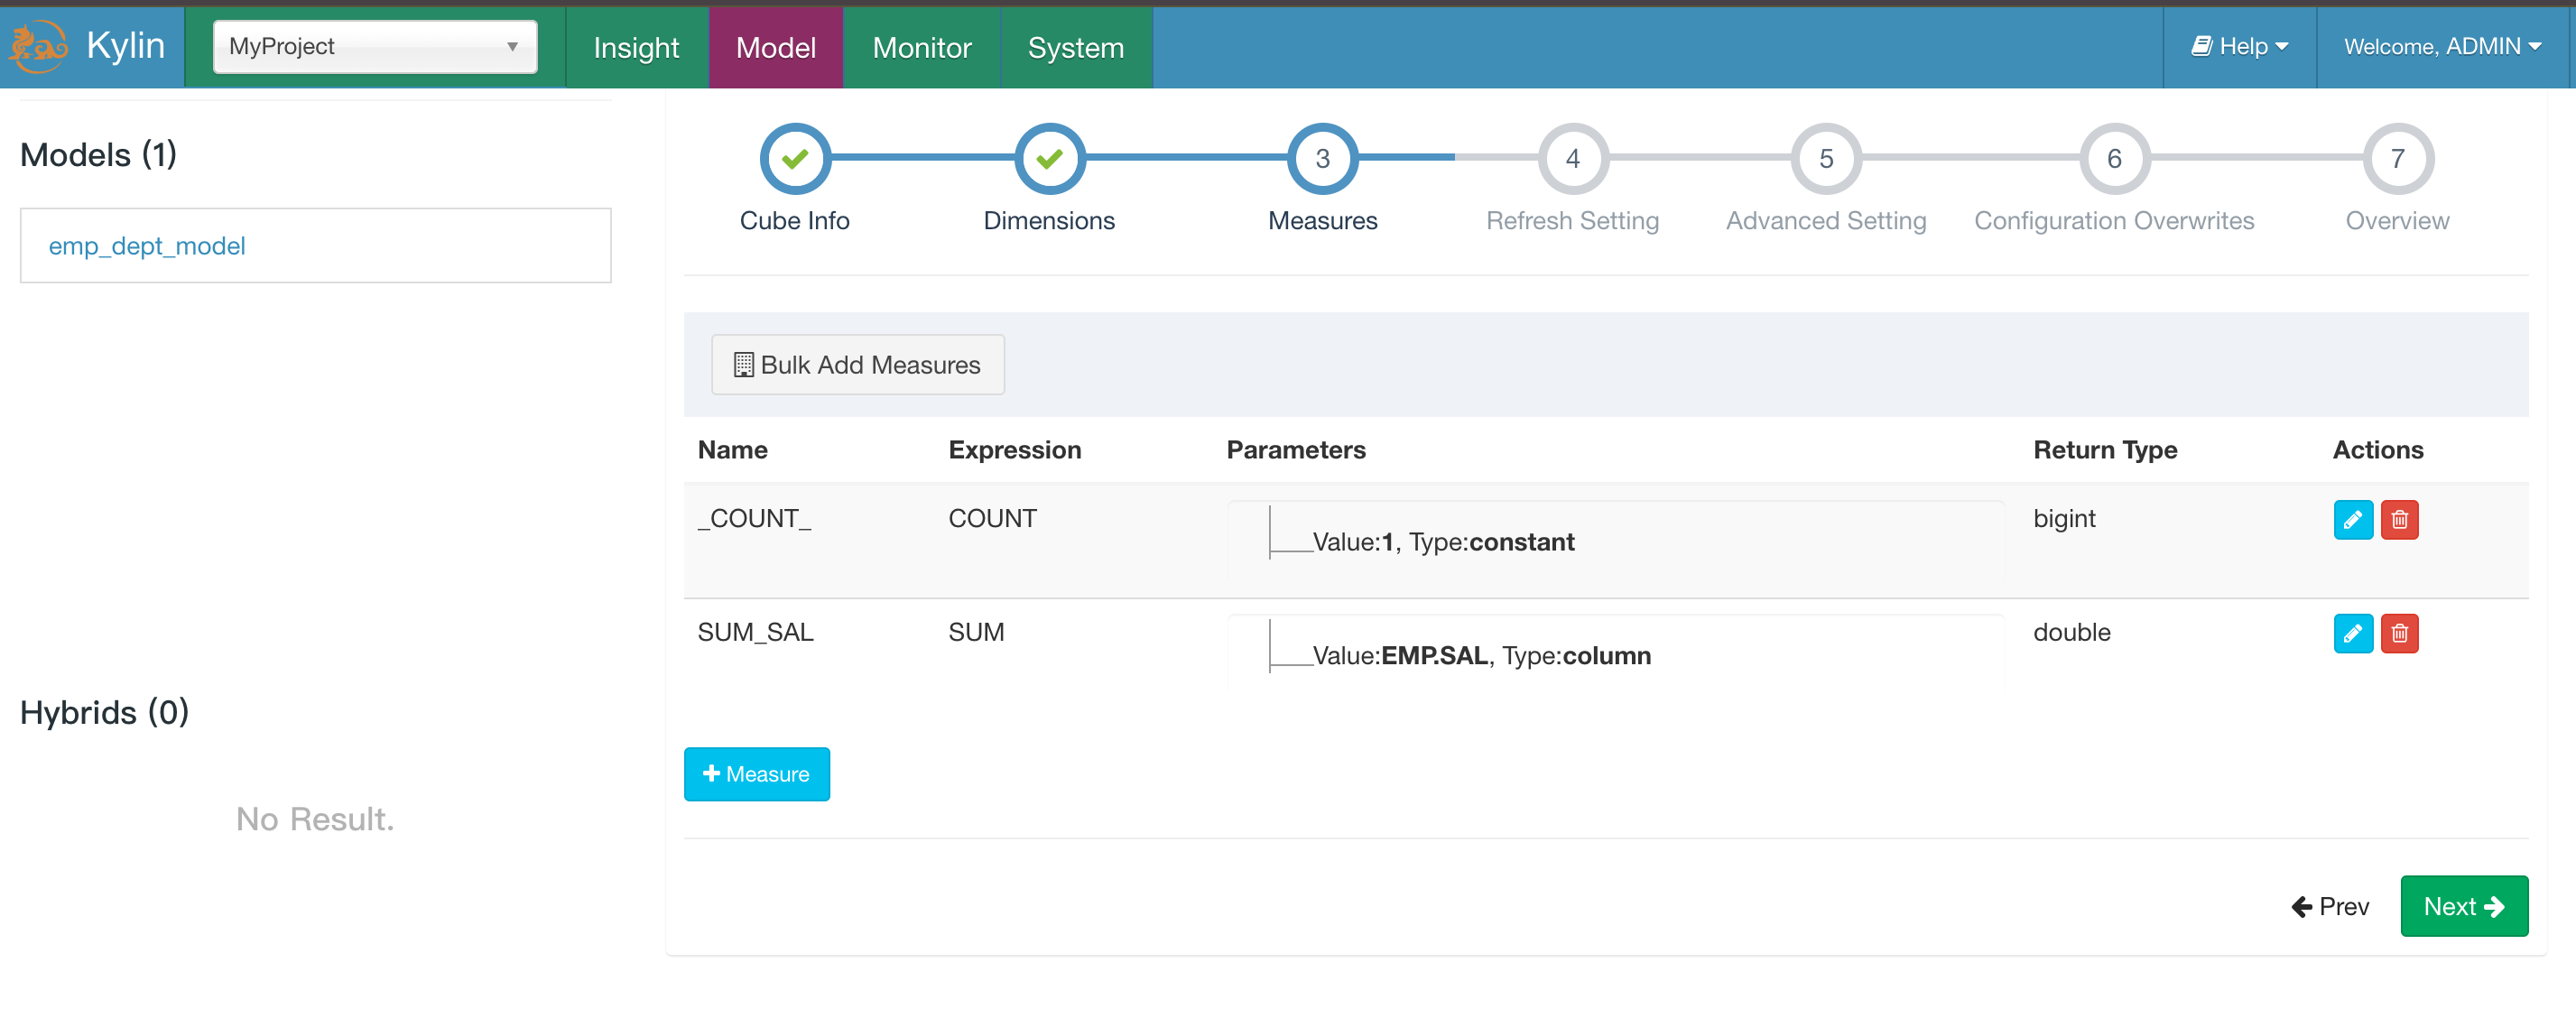 Kylin
MyProject
Insight
Model
Monitor
System
Help
Welcome, ADMIN
Models (1)
emp_dept_model
Hybrids (0)
No Result.
3
4
5
6
7
Cube Info
Dimensions
Measures
Refresh Setting
Advanced Setting
Configuration Overwrites
Overview
Bulk Add Measures
Name Expression Parameters Return Type Actions
_COUNT_ COUNT Value:1, Type:constant bigint
SUM_SAL SUM Value:EMP.SAL, Type:column double
+ Measure
Prev
Next